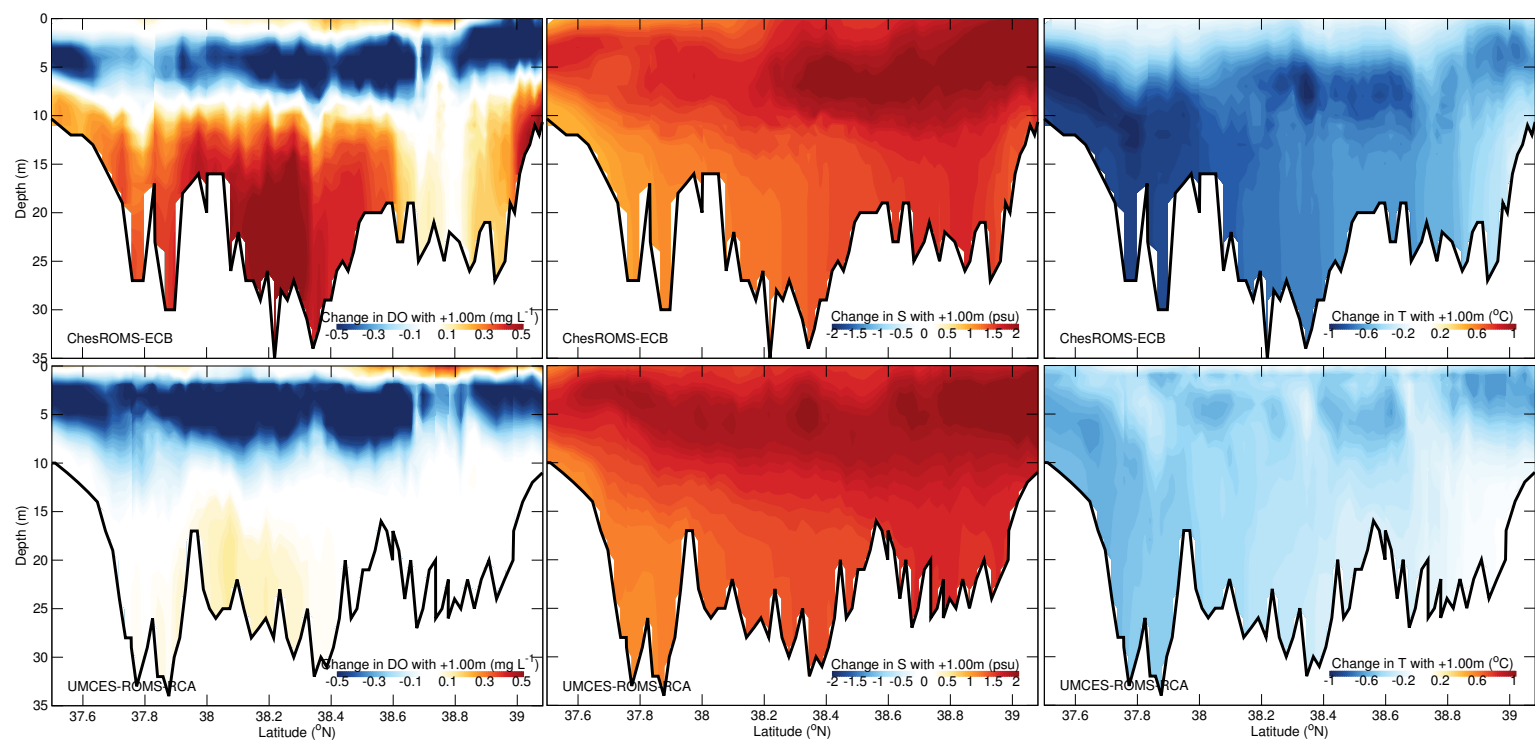 0
5
10
15
20
25
30
35
Depth (m)
Change in DO with +1.00m (mg L-1)
-0.5 -0.3 -0.1 0.1 0.3 0.5
ChesROMS-ECB
Change in S with +1.00m (psu)
-2 -1.5 -0.5 0 0.5 1.5 2
ChesROMS-ECB
Change in T with +1.00m (oC)
-1 -0.6 -0.2 0.2 0.6 1
ChesROMS-ECB
0
5
10
15
20
25
30
35
Depth (m)
Change in DO with +1.00m (mg L-1)
-0.5 -0.3 -0.1 0.1 0.3 0.5
UMCES-ROMS-RCA
Change in S with +1.00m (psu)
-2 -1.5 -0.5 0 0.5 1.5 2
UMCES-ROMS-RCA
Change in T with +1.00m (oC)
-1 -0.6 -0.2 0.2 0.6 1
UMCES-ROMS-RCA
37.6 37.8 38 38.2 38.4 38.6 38.8 39
37.6 37.8 38 38.2 38.4 38.6 38.8 39
37.6 37.8 38 38.2 38.4 38.6 38.8 39
Latitude (oN)
Latitude (oN)
Latitude (oN)